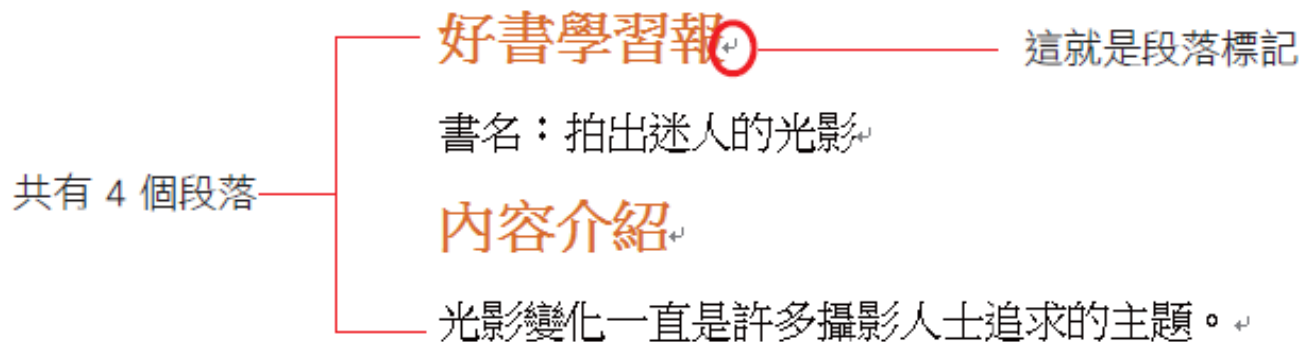 好書學習報↵
這就是段落標記
書名：拍出迷人的光影↵
共有 4 個段落
內容介紹↵
光影變化一直是許多攝影人士追求的主題。↵